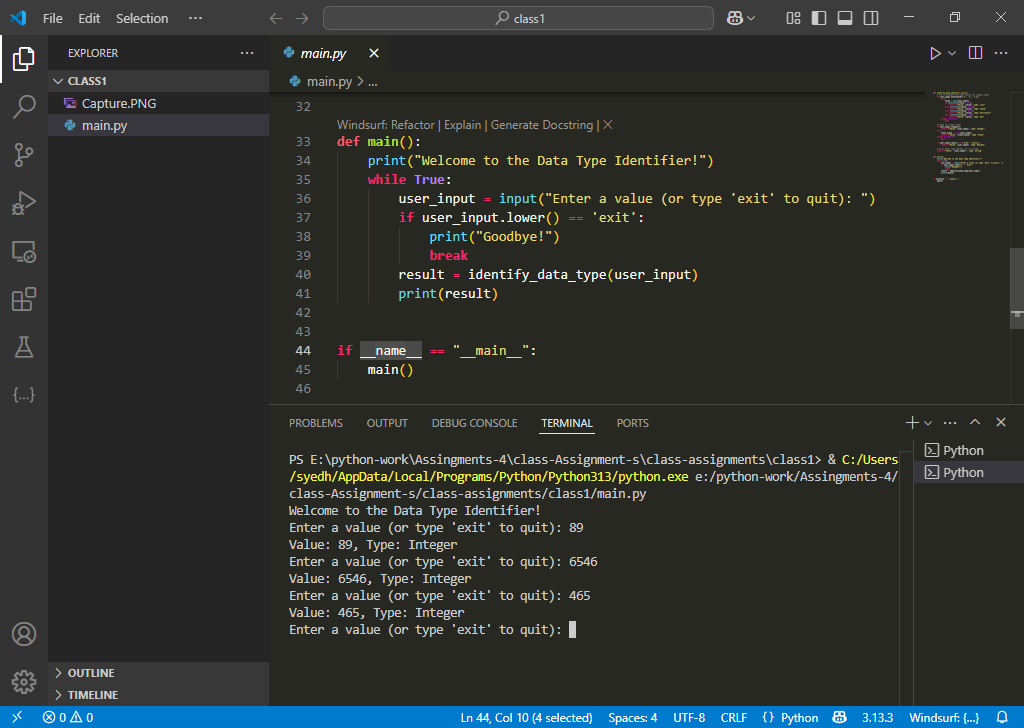 File Edit Selection ··· class1
EXPLORER ···
CLASS1
Capture.PNG
main.py
main.py
main.py > ...
32
Windsurf: Refactor | Explain | Generate Docstring | ×
33 def main():
34 print("Welcome to the Data Type Identifier!")
35 while True:
36 user_input = input("Enter a value (or type 'exit' to quit): ")
37 if user_input.lower() == 'exit':
38 print("Goodbye!")
39 break
40 result = identify_data_type(user_input)
41 print(result)
42
43
44 if __name__ == "__main__":
45 main()
46
PROBLEMS OUTPUT DEBUG CONSOLE TERMINAL PORTS
Python
Python
PS E:\python-work\Assingments-4\class-Assignment-s\class-assignments\class1> & C:/Users
/syedh/AppData/Local/Programs/Python/Python313/python.exe e:/python-work/Assingments-4/
class-Assignment-s/class-assignments/class1/main.py
Welcome to the Data Type Identifier!
Enter a value (or type 'exit' to quit): 89
Value: 89, Type: Integer
Enter a value (or type 'exit' to quit): 6546
Value: 6546, Type: Integer
Enter a value (or type 'exit' to quit): 465
Value: 465, Type: Integer
Enter a value (or type 'exit' to quit):
OUTLINE
TIMELINE
0 0 Ln 44, Col 10 (4 selected) Spaces: 4 UTF-8 CRLF {} Python 3.13.3 Windsurf: {...}